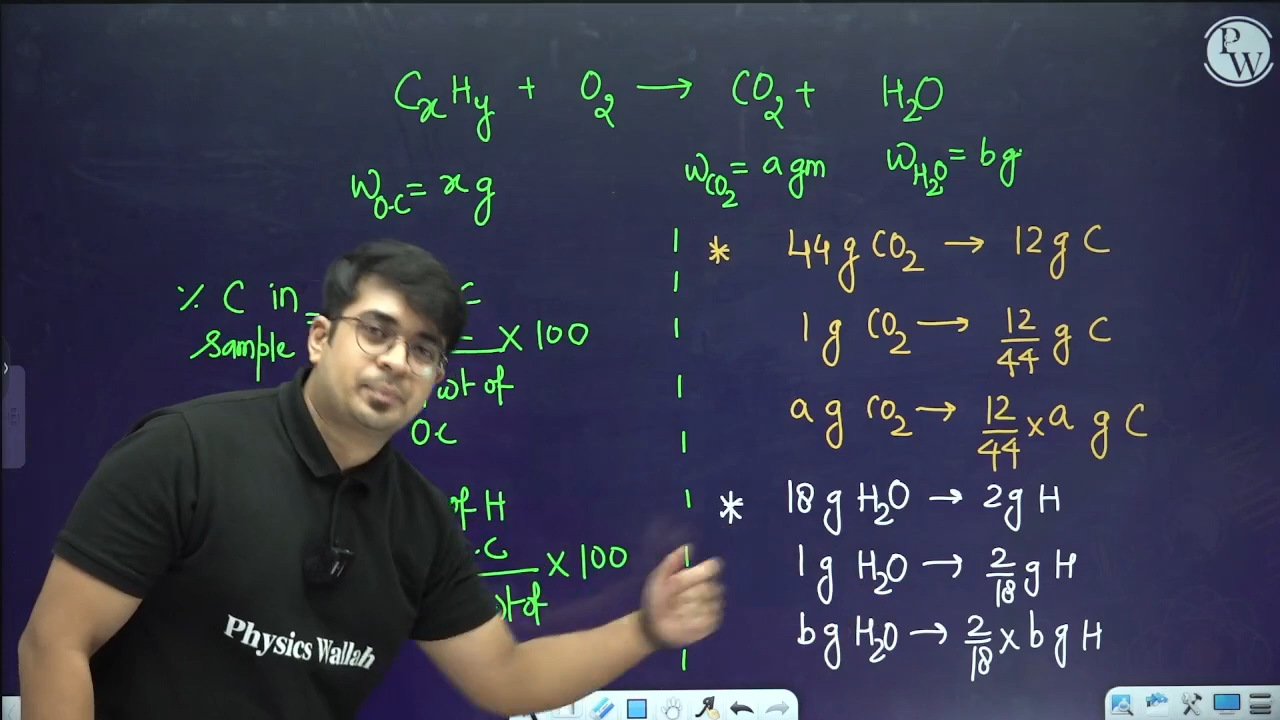 PW
CxHy + O2 → CO2 + H2O
WO.C = x g
WCO2 = a gm
WH2O = b g
% C in
sample =
× 100
wt of
O.C
of H
.C
× 100
wt of
* 44 g CO2 → 12 g C
1 g CO2 → 12/44 g C
a g CO2 → 12/44 × a g C
* 18 g H2O → 2 g H
1 g H2O → 2/18 g H
b g H2O → 2/18 × b g H
Physics Wallah